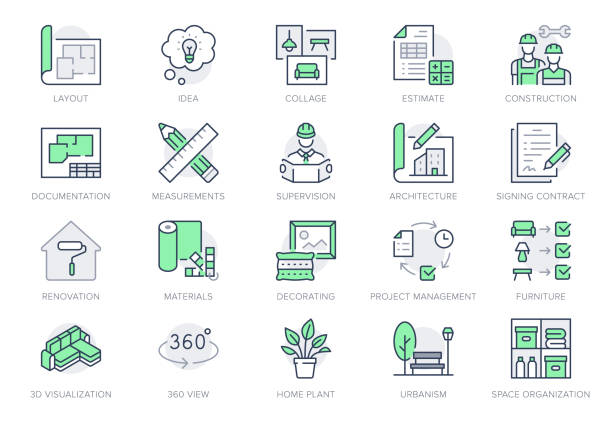 LAYOUT
IDEA
COLLAGE
ESTIMATE
CONSTRUCTION
DOCUMENTATION
MEASUREMENTS
SUPERVISION
ARCHITECTURE
SIGNING CONTRACT
RENOVATION
MATERIALS
DECORATING
PROJECT MANAGEMENT
FURNITURE
360°
3D VISUALIZATION
360 VIEW
HOME PLANT
URBANISM
SPACE ORGANIZATION